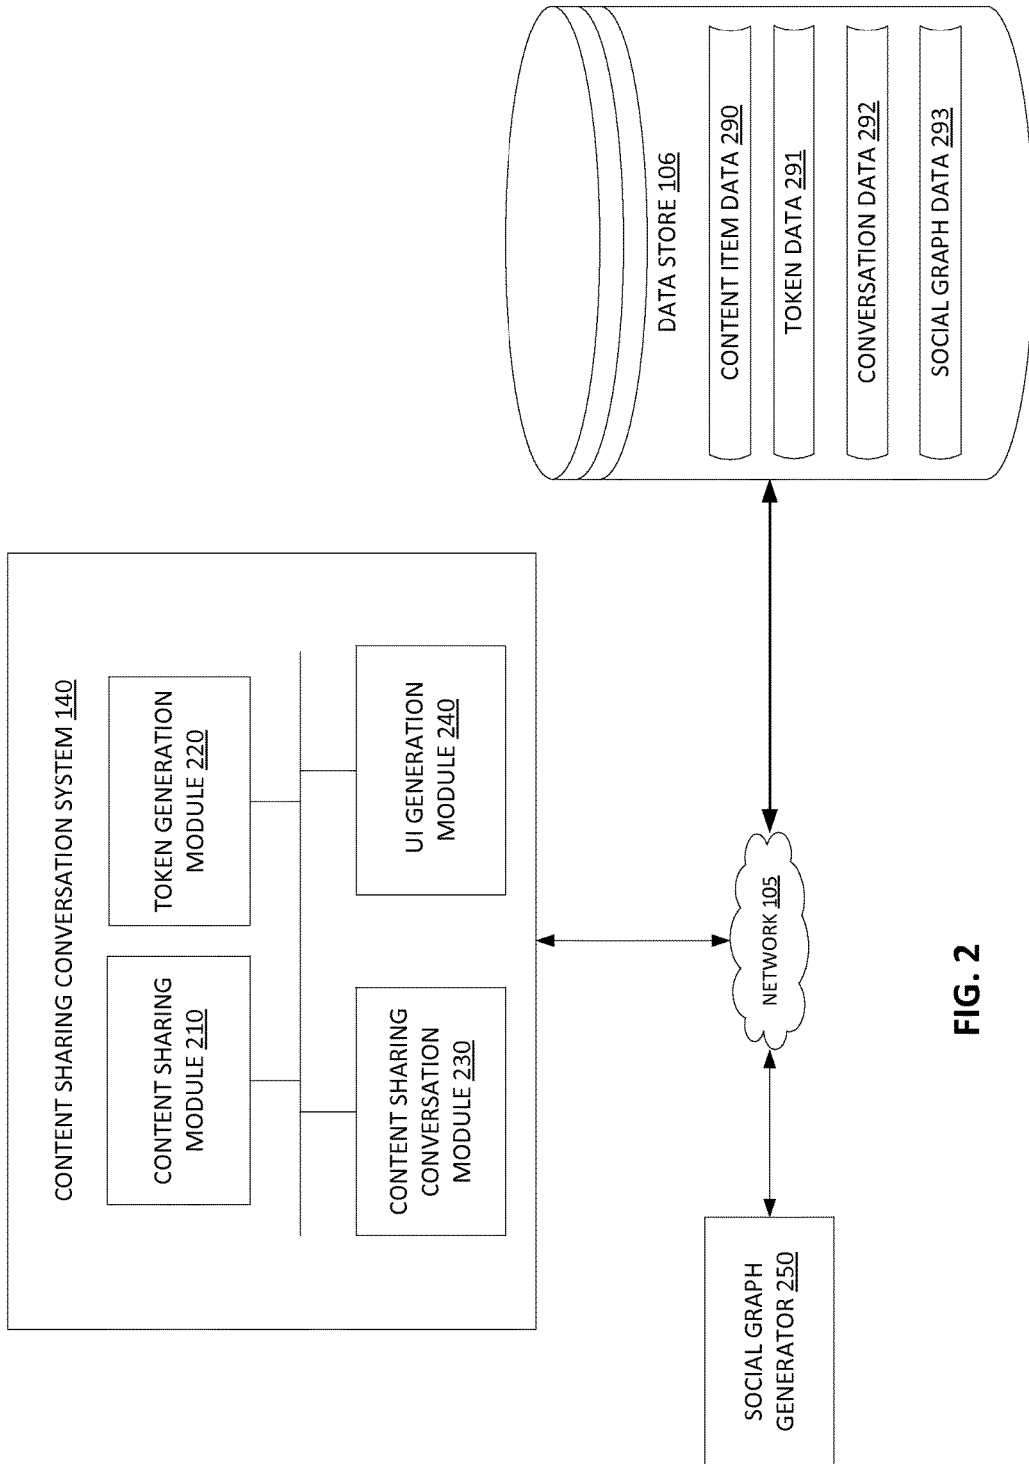 CONTENT SHARING CONVERSATION SYSTEM 140
CONTENT SHARING
MODULE 210
TOKEN GENERATION
MODULE 220
CONTENT SHARING
CONVERSATION
MODULE 230
UI GENERATION
MODULE 240
SOCIAL GRAPH
GENERATOR 250
NETWORK 105
DATA STORE 106
CONTENT ITEM DATA 290
TOKEN DATA 291
CONVERSATION DATA 292
SOCIAL GRAPH DATA 293
FIG. 2